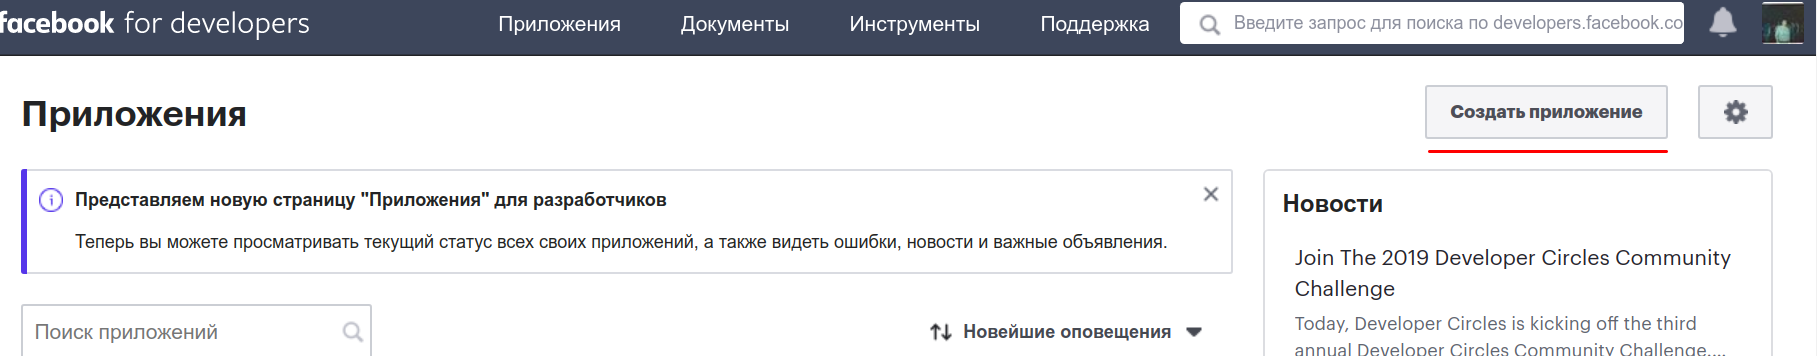 facebook for developers
Приложения
Документы
Инструменты
Поддержка
Введите запрос для поиска по developers.facebook.co
Приложения
Создать приложение
Представляем новую страницу "Приложения" для разработчиков
Теперь вы можете просматривать текущий статус всех своих приложений, а также видеть ошибки, новости и важные объявления.
Поиск приложений
Новейшие оповещения
Новости
Join The 2019 Developer Circles Community
Challenge
Today, Developer Circles is kicking off the third
annual Developer Circles Community Challenge....